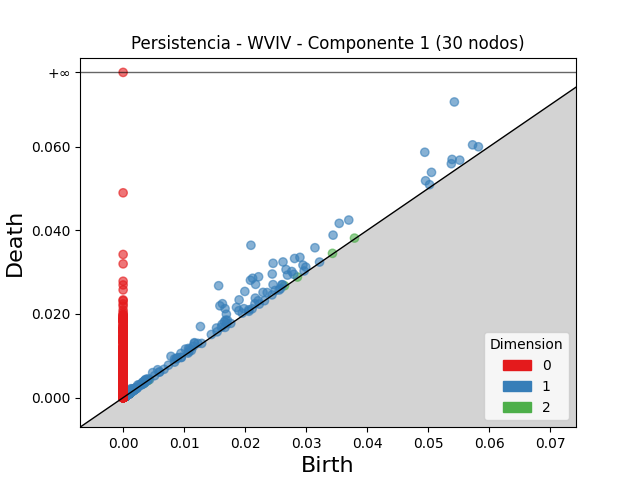 Persistencia - WVIV - Componente 1 (30 nodos)
+∞
0.060
0.040
0.020
0.000
Death
0.00 0.01 0.02 0.03 0.04 0.05 0.06 0.07
Birth
Dimension
0
1
2